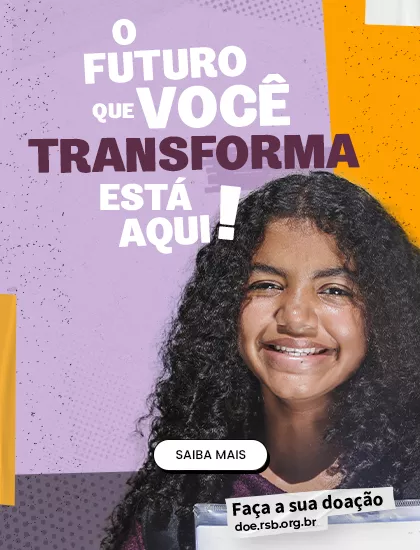 O
FUTURO
QUE VOCÊ
TRANSFORMA
ESTÁ
AQUI!
SAIBA MAIS
Faça a sua doação
doe.rsb.org.br